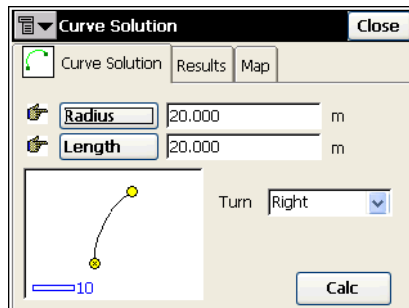 Curve Solution Close
Curve Solution Results Map
Radius 20.000 m
Length 20.000 m
Turn Right
10
Calc